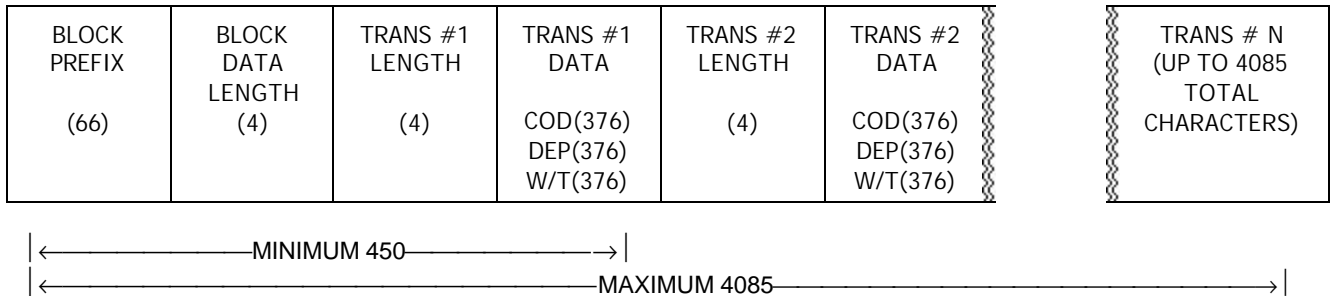 BLOCK
PREFIX
(66)
BLOCK
DATA
LENGTH
(4)
TRANS #1
LENGTH
(4)
TRANS #1
DATA
COD(376)
DEP(376)
W/T(376)
TRANS #2
LENGTH
(4)
TRANS #2
DATA
COD(376)
DEP(376)
W/T(376)
TRANS # N
(UP TO 4085
TOTAL
CHARACTERS)
MINIMUM 450
MAXIMUM 4085